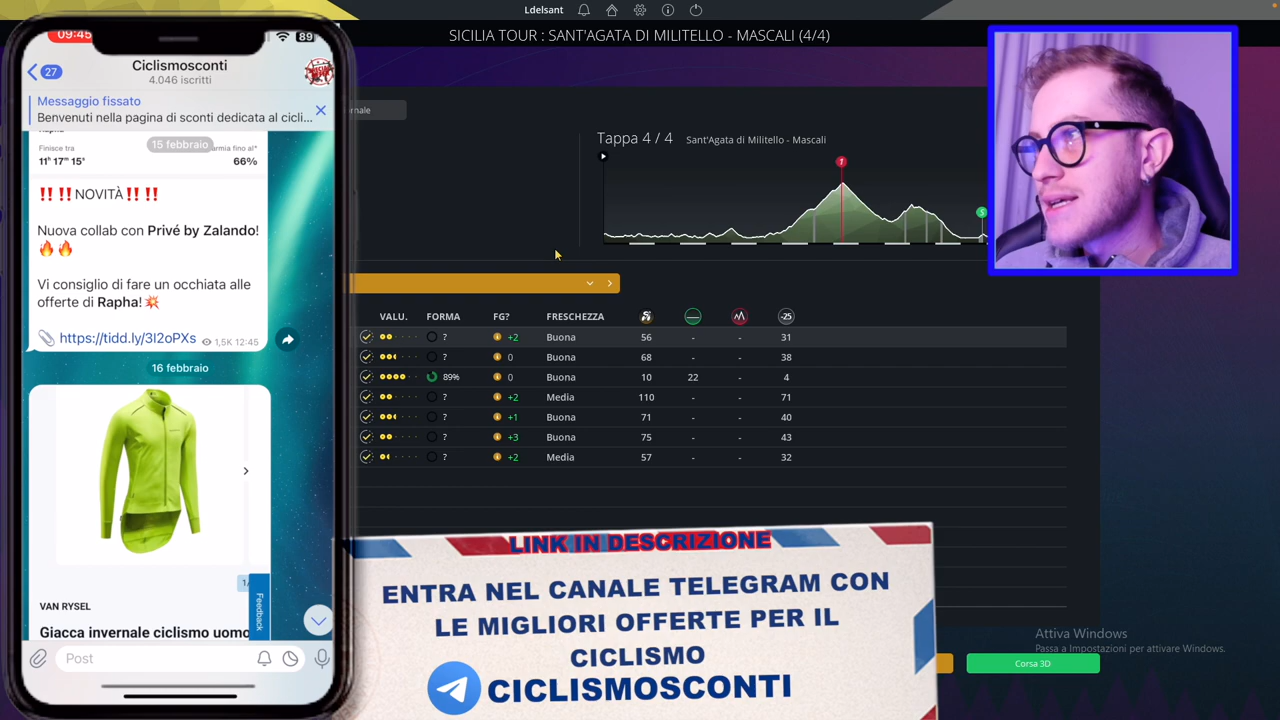 Ldelsant
SICILIA TOUR : SANT'AGATA DI MILITELLO - MASCALI (4/4)
09:45
89
27
Ciclismosconti
4.046 iscritti
Messaggio fissato
Benvenuti nella pagina di sconti dedicata al cicli...
15 febbraio
Finisce tra
11ʰ 17ᵐ 15ˢ
66%
‼️ ‼️NOVITÀ‼️ ‼️
Nuova collab con Privé by Zalando!
🔥🔥
Vi consiglio di fare un occhiata alle
offerte di Rapha!💥
https://tidd.ly/3I2oPXs
1,5K 12:45
16 febbraio
VAN RYSEL
Giacca invernale ciclismo uomo
Feedback
Post
Tappa 4 / 4 Sant'Agata di Militello - Mascali
1
S
VALU. FORMA FG? FRESCHEZZA -25
? +2 Buona 56 - - 31
? 0 Buona 68 - - 38
89% 0 Buona 10 22 - 4
? +2 Media 110 - - 71
? +1 Buona 71 - - 40
? +3 Buona 75 - - 43
? +2 Media 57 - - 32
LINK IN DESCRIZIONE
ENTRA NEL CANALE TELEGRAM CON
LE MIGLIORI OFFERTE PER IL
CICLISMO
CICLISMOSCONTI
Attiva Windows
Passa a Impostazioni per attivare Windows.
Corsa 3D